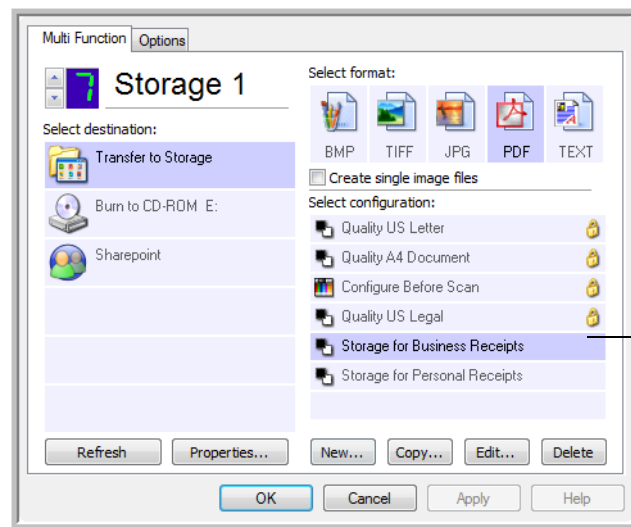 Multi Function Options
7 Storage 1
Select destination:
Transfer to Storage
Burn to CD-ROM E:
Sharepoint
Refresh Properties...
Select format:
BMP TIFF JPG PDF TEXT
Create single image files
Select configuration:
Quality US Letter
Quality A4 Document
Configure Before Scan
Quality US Legal
Storage for Business Receipts
Storage for Personal Receipts
New... Copy... Edit... Delete
OK Cancel Apply Help